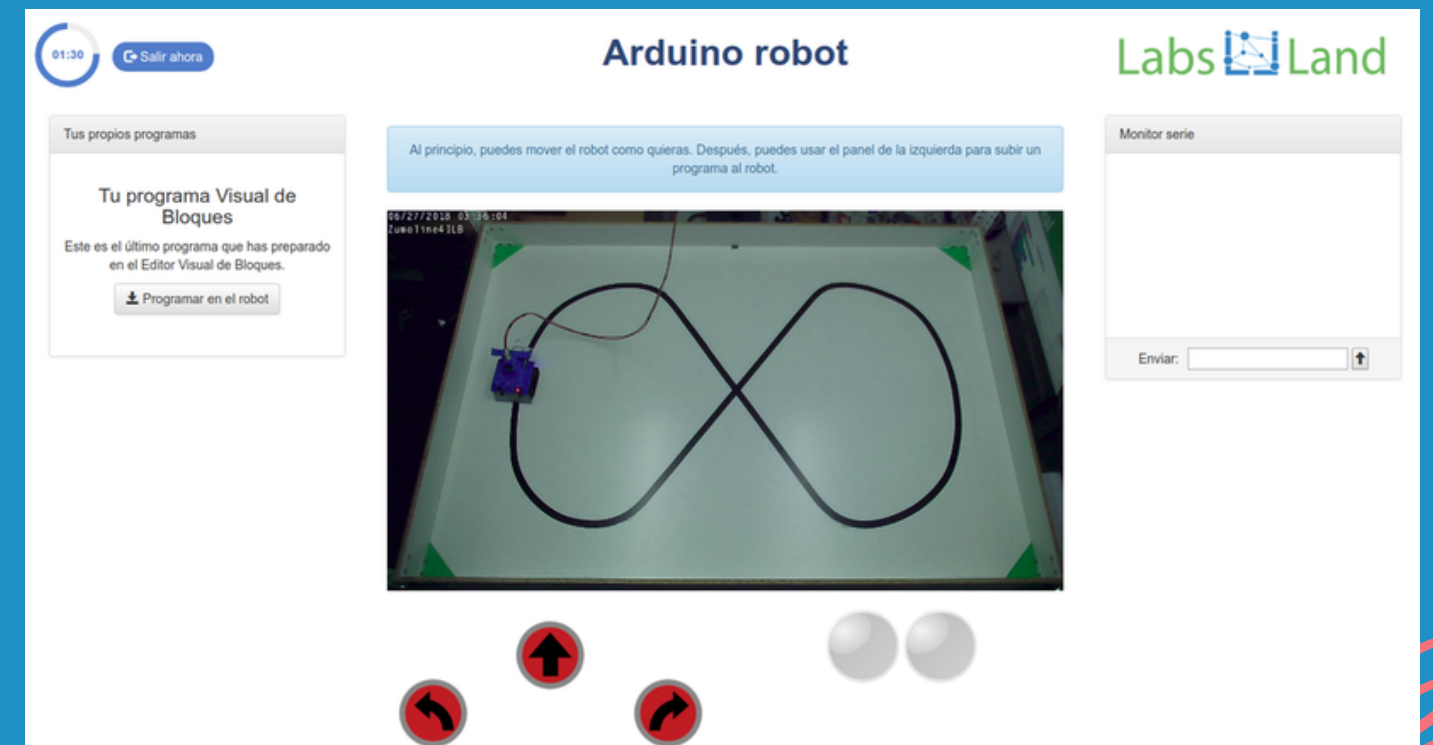 01:30
Salir ahora
Arduino robot
Labs Land
Tus propios programas
Tu programa Visual de
Bloques
Este es el último programa que has preparado
en el Editor Visual de Bloques.
Programar en el robot
Al principio, puedes mover el robot como quieras. Después, puedes usar el panel de la izquierda para subir un
programa al robot.
06/27/2018 03:36:04
Zumoline4JLB
Monitor serie
Enviar: